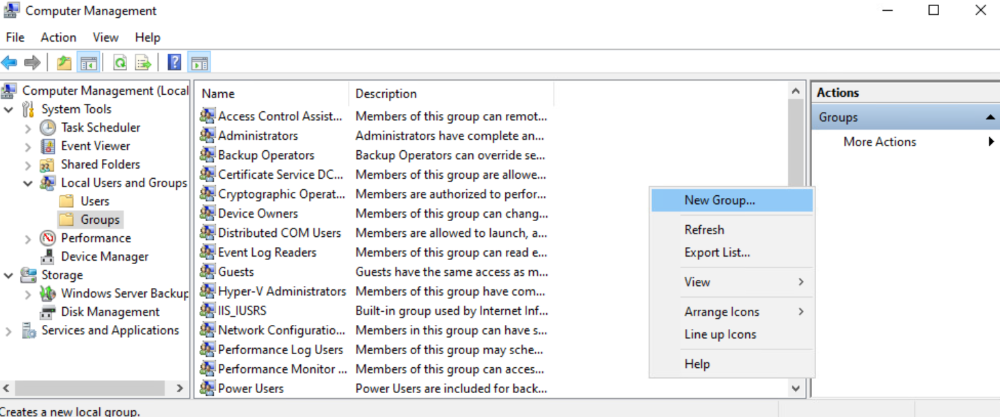 Computer Management
File Action View Help
Computer Management (Local
System Tools
Task Scheduler
Event Viewer
Shared Folders
Local Users and Groups
Users
Groups
Performance
Device Manager
Storage
Windows Server Backup
Disk Management
Services and Applications
Name Description
Access Control Assist... Members of this group can remot...
Administrators Administrators have complete an...
Backup Operators Backup Operators can override se...
Certificate Service DC... Members of this group are allowe...
Cryptographic Operat... Members are authorized to perfor...
Device Owners Members of this group can chang...
Distributed COM Users Members are allowed to launch, a...
Event Log Readers Members of this group can read e...
Guests Guests have the same access as m...
Hyper-V Administrators Members of this group have com...
IIS_IUSRS Built-in group used by Internet Inf...
Network Configuratio... Members in this group can have s...
Performance Log Users Members of this group may sche...
Performance Monitor ... Members of this group can acces...
Power Users Power Users are included for back...
New Group...
Refresh
Export List...
View
Arrange Icons
Line up Icons
Help
Actions
Groups
More Actions
Creates a new local group.